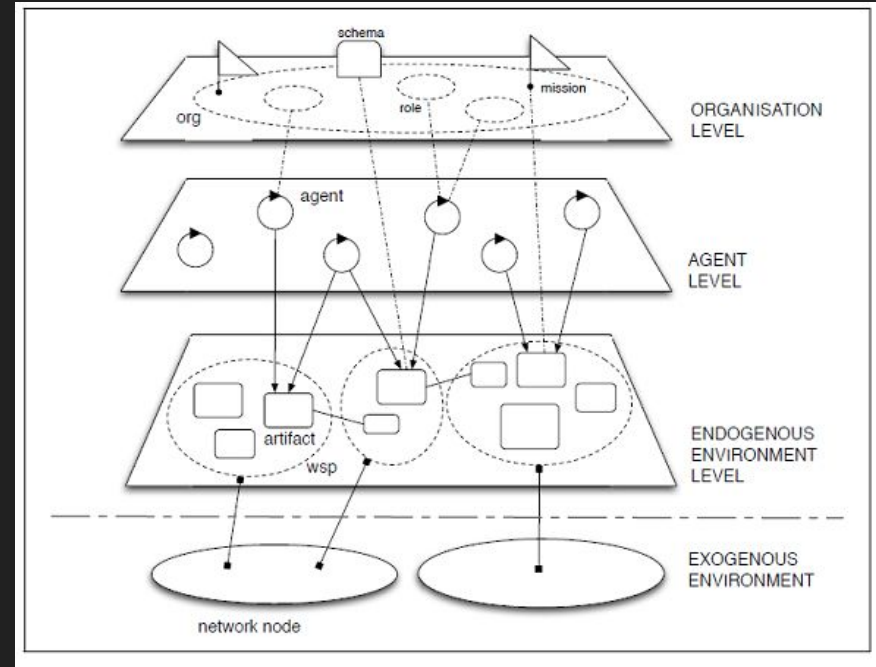 schema
org
role
mission
ORGANISATION
LEVEL
agent
AGENT
LEVEL
artifact
wsp
ENDOGENOUS
ENVIRONMENT
LEVEL
EXOGENOUS
ENVIRONMENT
network node